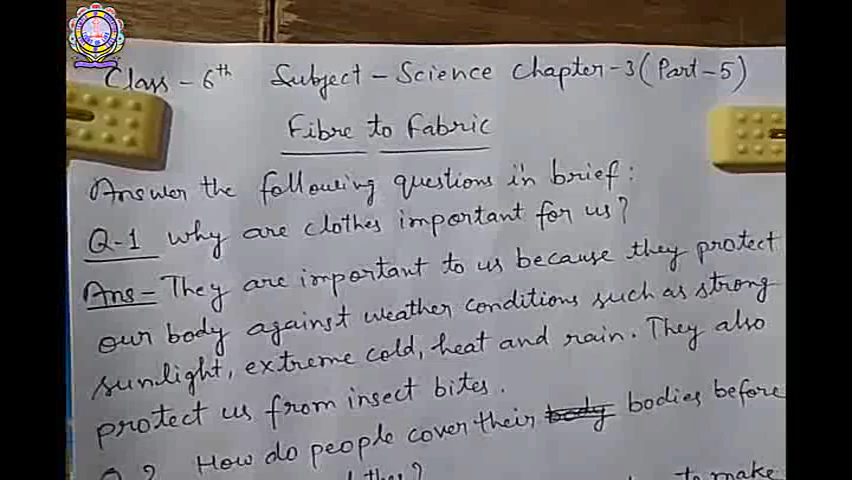 Class - 6th Subject - Science Chapter-3 (Part-5)
Fibre to Fabric
Answer the following questions in brief:
Q-1 why are clothes important for us?
Ans - They are important to us because they protect
our body against weather conditions such as strong
sunlight, extreme cold, heat and rain. They also
protect us from insect bites.
Q-2 How do people cover their body bodies before
to make